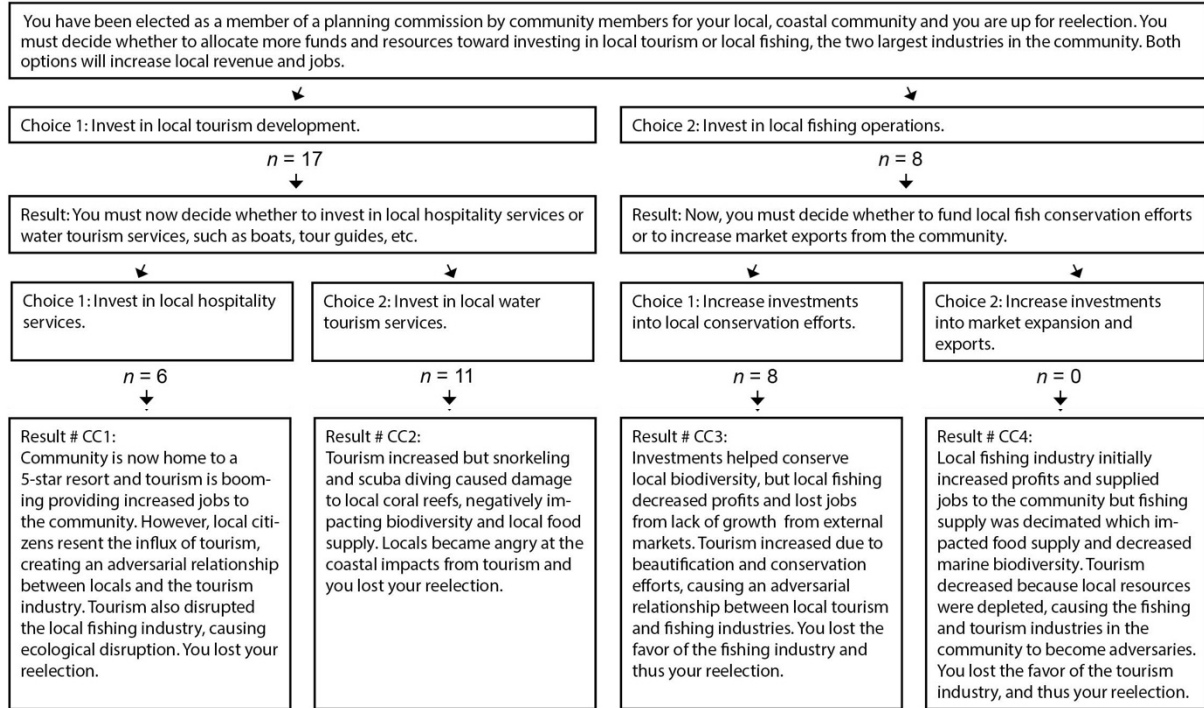 You have been elected as a member of a planning commission by community members for your local, coastal community and you are up for reelection. You
must decide whether to allocate more funds and resources toward investing in local tourism or local fishing, the two largest industries in the community. Both
options will increase local revenue and jobs.
Choice 1: Invest in local tourism development.
Choice 2: Invest in local fishing operations.
n = 17
n = 8
Result: You must now decide whether to invest in local hospitality services or
water tourism services, such as boats, tour guides, etc.
Result: Now, you must decide whether to fund local fish conservation efforts
or to increase market exports from the community.
Choice 1: Invest in local hospitality
services.
Choice 2: Invest in local water
tourism services.
Choice 1: Increase investments
into local conservation efforts.
Choice 2: Increase investments
into market expansion and
exports.
n = 6
n = 11
n = 8
n = 0
Result # CC1:
Community is now home to a
5-star resort and tourism is boom-
ing providing increased jobs to
the community. However, local citi-
zens resent the influx of tourism,
creating an adversarial relationship
between locals and the tourism
industry. Tourism also disrupted
the local fishing industry, causing
ecological disruption. You lost your
reelection.
Result # CC2:
Tourism increased but snorkeling
and scuba diving caused damage
to local coral reefs, negatively im-
pacting biodiversity and local food
supply. Locals became angry at the
coastal impacts from tourism and
you lost your reelection.
Result # CC3:
Investments helped conserve
local biodiversity, but local fishing
decreased profits and lost jobs
from lack of growth from external
markets. Tourism increased due to
beautification and conservation
efforts, causing an adversarial
relationship between local tourism
and fishing industries. You lost the
favor of the fishing industry and
thus your reelection.
Result # CC4:
Local fishing industry initially
increased profits and supplied
jobs to the community but fishing
supply was decimated which im-
pacted food supply and decreased
marine biodiversity. Tourism
decreased because local resources
were depleted, causing the fishing
and tourism industries in the
community to become adversaries.
You lost the favor of the tourism
industry, and thus your reelection.